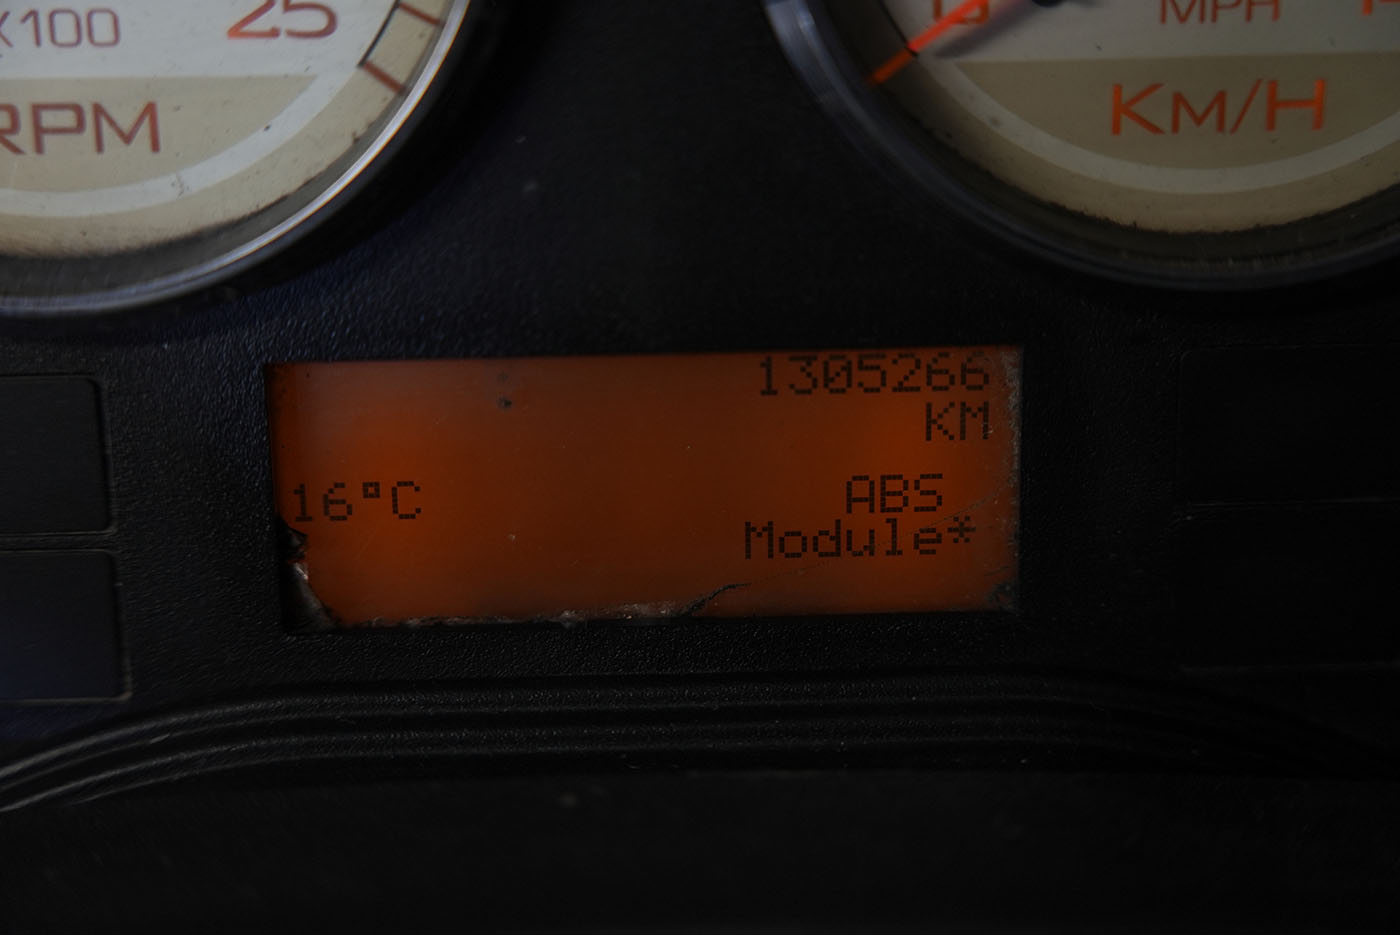 X100
25
RPM
MPH
KM/H
1305266
KM
16°C
ABS
Module*